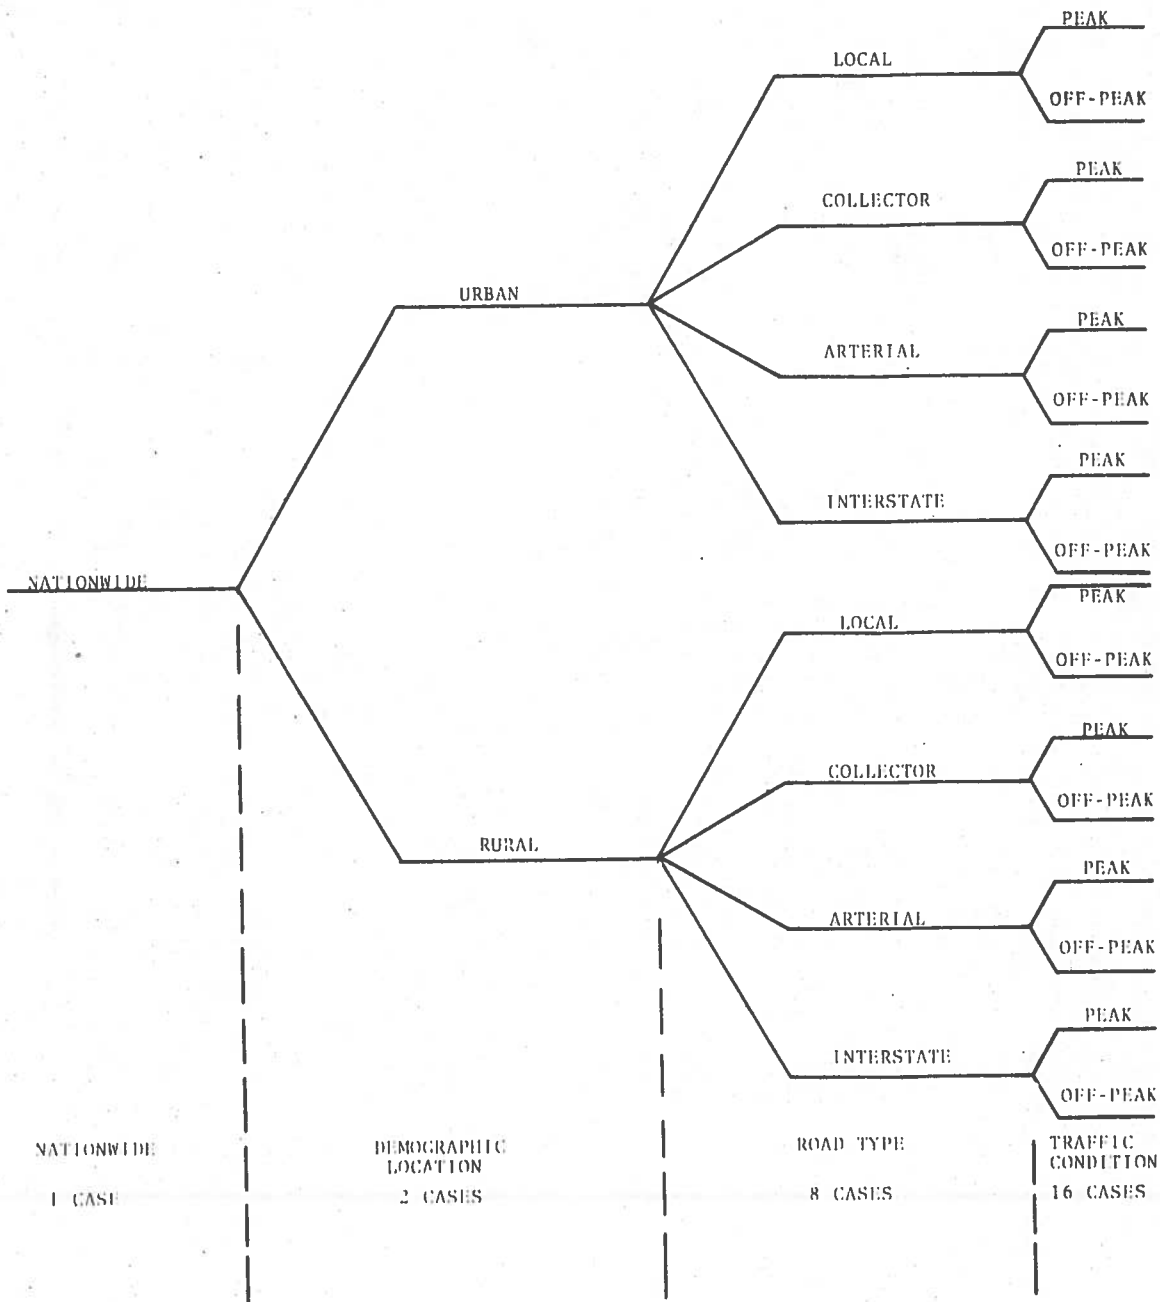 PEAK
LOCAL
OFF-PEAK
PEAK
COLLECTOR
OFF-PEAK
URBAN
PEAK
ARTERIAL
OFF-PEAK
PEAK
INTERSTATE
OFF-PEAK
NATIONWIDE
PEAK
LOCAL
OFF-PEAK
PEAK
COLLECTOR
OFF-PEAK
RURAL
PEAK
ARTERIAL
OFF-PEAK
PEAK
INTERSTATE
OFF-PEAK
NATIONWIDE
1 CASE
DEMOGRAPHIC
LOCATION
2 CASES
ROAD TYPE
8 CASES
TRAFFIC
CONDITION
16 CASES